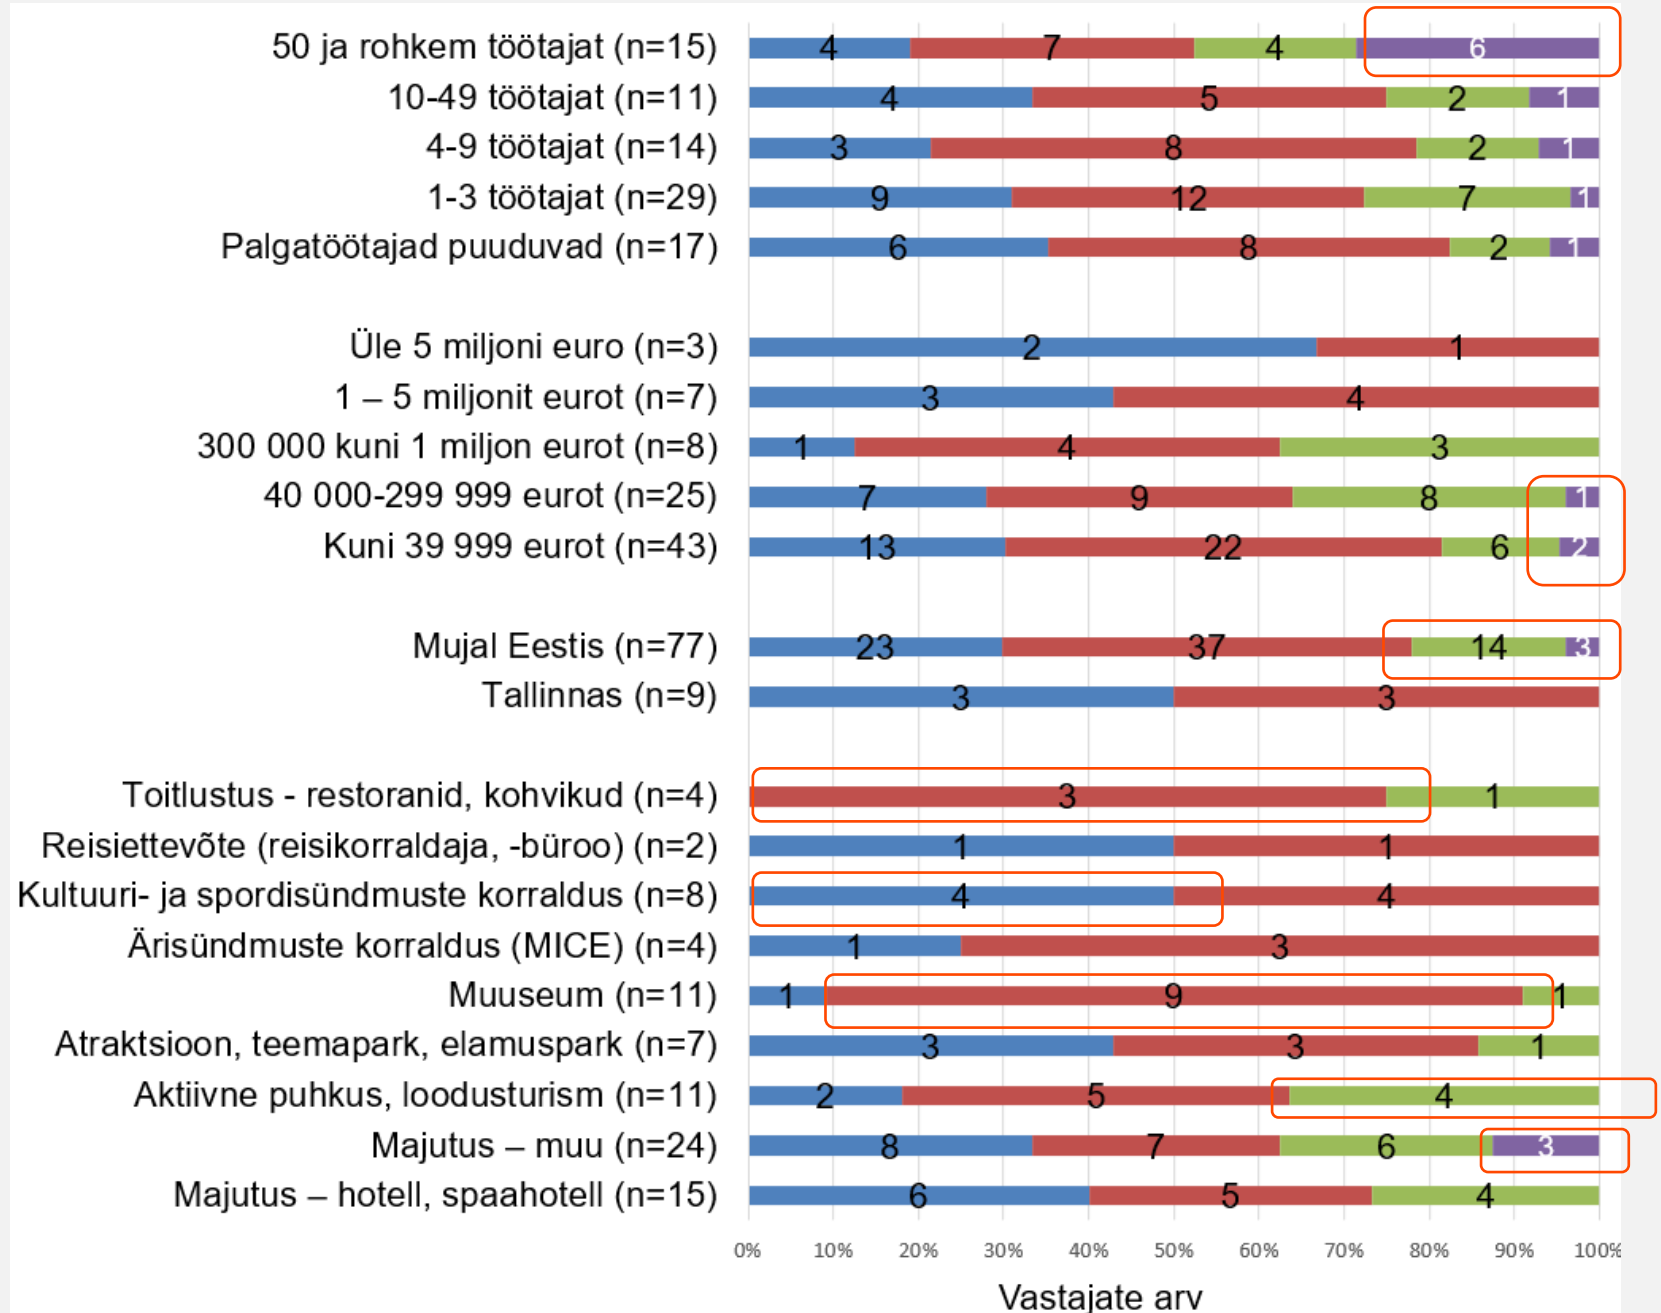 50 ja rohkem töötajat (n=15) 4 7 4 6
10-49 töötajat (n=11) 4 5 2 1
4-9 töötajat (n=14) 3 8 2 1
1-3 töötajat (n=29) 9 12 7 1
Palgatöötajad puuduvad (n=17) 6 8 2 1
Üle 5 miljoni euro (n=3) 2 1
1 – 5 miljonit eurot (n=7) 3 4
300 000 kuni 1 miljon eurot (n=8) 1 4 3
40 000-299 999 eurot (n=25) 7 9 8 1
Kuni 39 999 eurot (n=43) 13 22 6 2
Mujal Eestis (n=77) 23 37 14 3
Tallinnas (n=9) 3 3
Toitlustus - restoranid, kohvikud (n=4) 3 1
Reisiettevõte (reisikorraldaja, -büroo) (n=2) 1 1
Kultuuri- ja spordisündmuste korraldus (n=8) 4 4
Ärisündmuste korraldus (MICE) (n=4) 1 3
Muuseum (n=11) 1 9 1
Atraktsioon, teemapark, elamuspark (n=7) 3 3 1
Aktiivne puhkus, loodusturism (n=11) 2 5 4
Majutus – muu (n=24) 8 7 6 3
Majutus – hotell, spaahotell (n=15) 6 5 4
0% 10% 20% 30% 40% 50% 60% 70% 80% 90% 100%
Vastajate arv